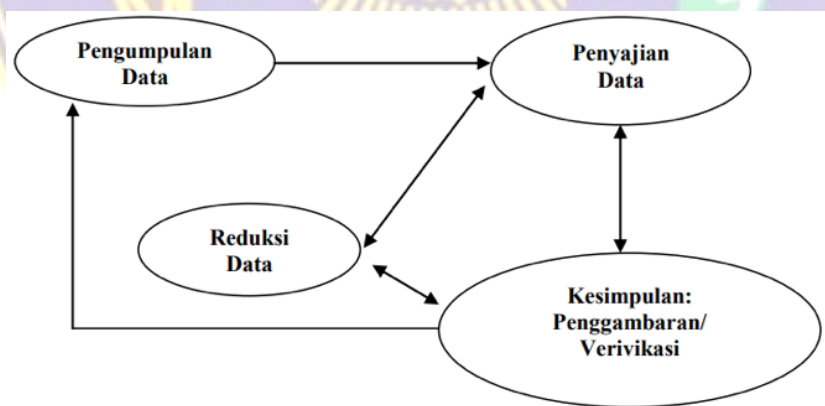 Pengumpulan
Data
Penyajian
Data
Reduksi
Data
Kesimpulan:
Penggambaran/
Verivikasi